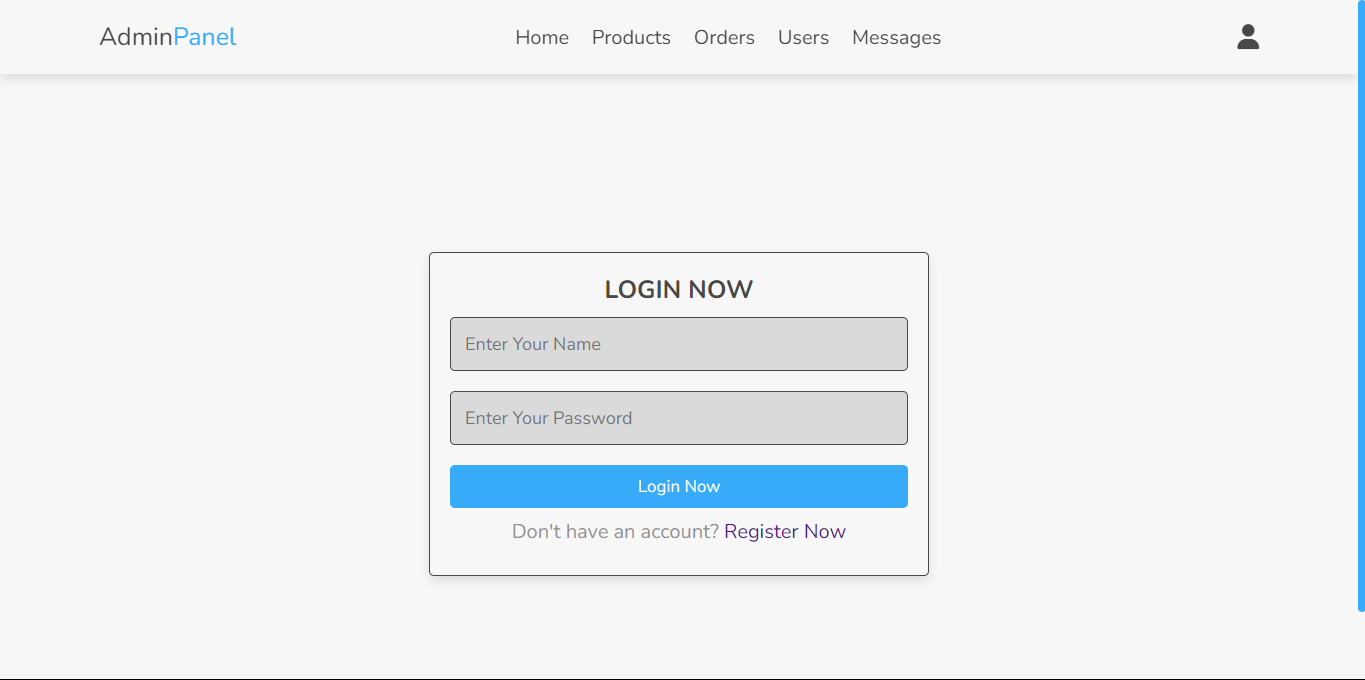 AdminPanel
Home Products Orders Users Messages
LOGIN NOW
Enter Your Name
Enter Your Password
Login Now
Don't have an account? Register Now